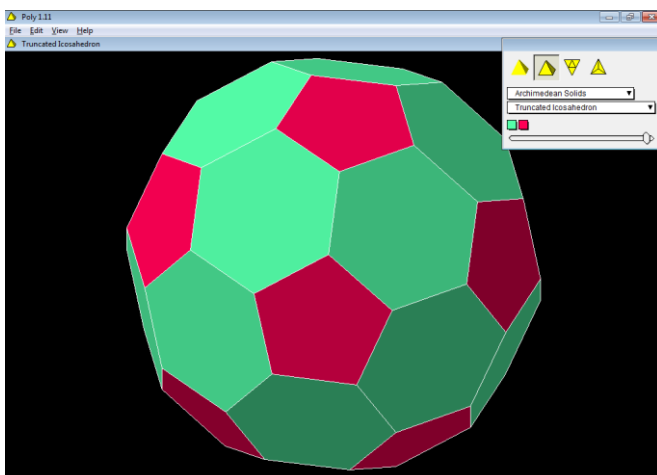 Poly 1.11
File Edit View Help
Truncated Icosahedron
Archimedean Solids
Truncated Icosahedron